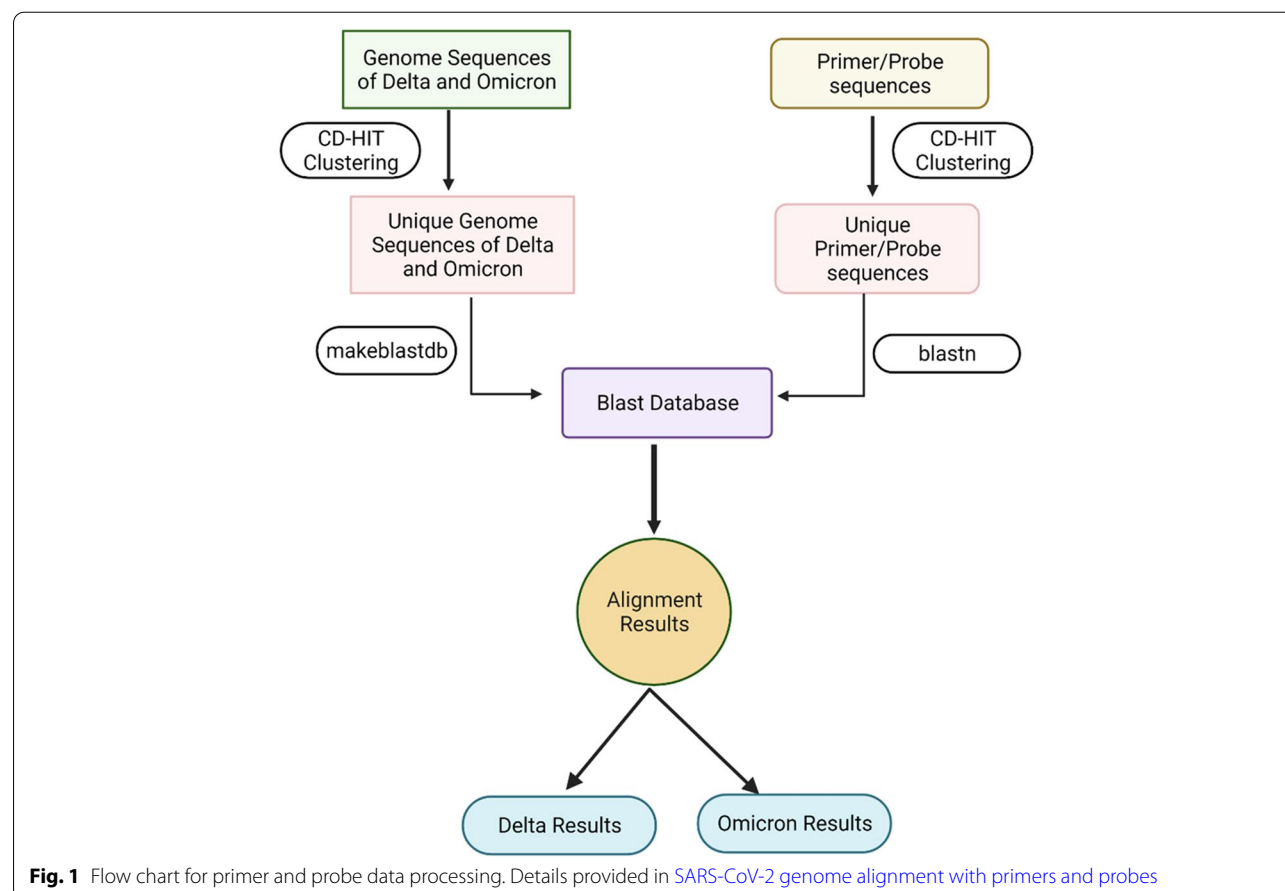 Genome Sequences
of Delta and Omicron
Primer/Probe
sequences
CD-HIT
Clustering
CD-HIT
Clustering
Unique Genome
Sequences of Delta
and Omicron
Unique
Primer/Probe
sequences
makeblastdb
blastn
Blast Database
Alignment
Results
Delta Results
Omicron Results
Fig. 1 Flow chart for primer and probe data processing. Details provided in SARS-CoV-2 genome alignment with primers and probes